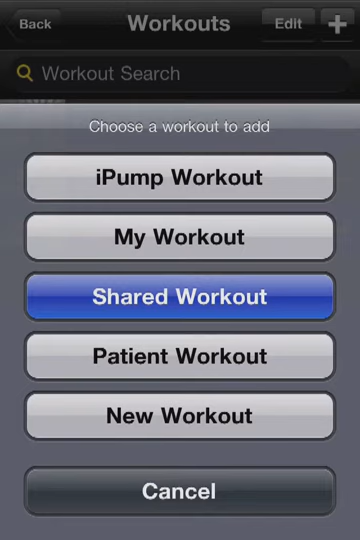 Back
Workouts
Edit
+
Workout Search
Choose a workout to add
iPump Workout
My Workout
Shared Workout
Patient Workout
New Workout
Cancel